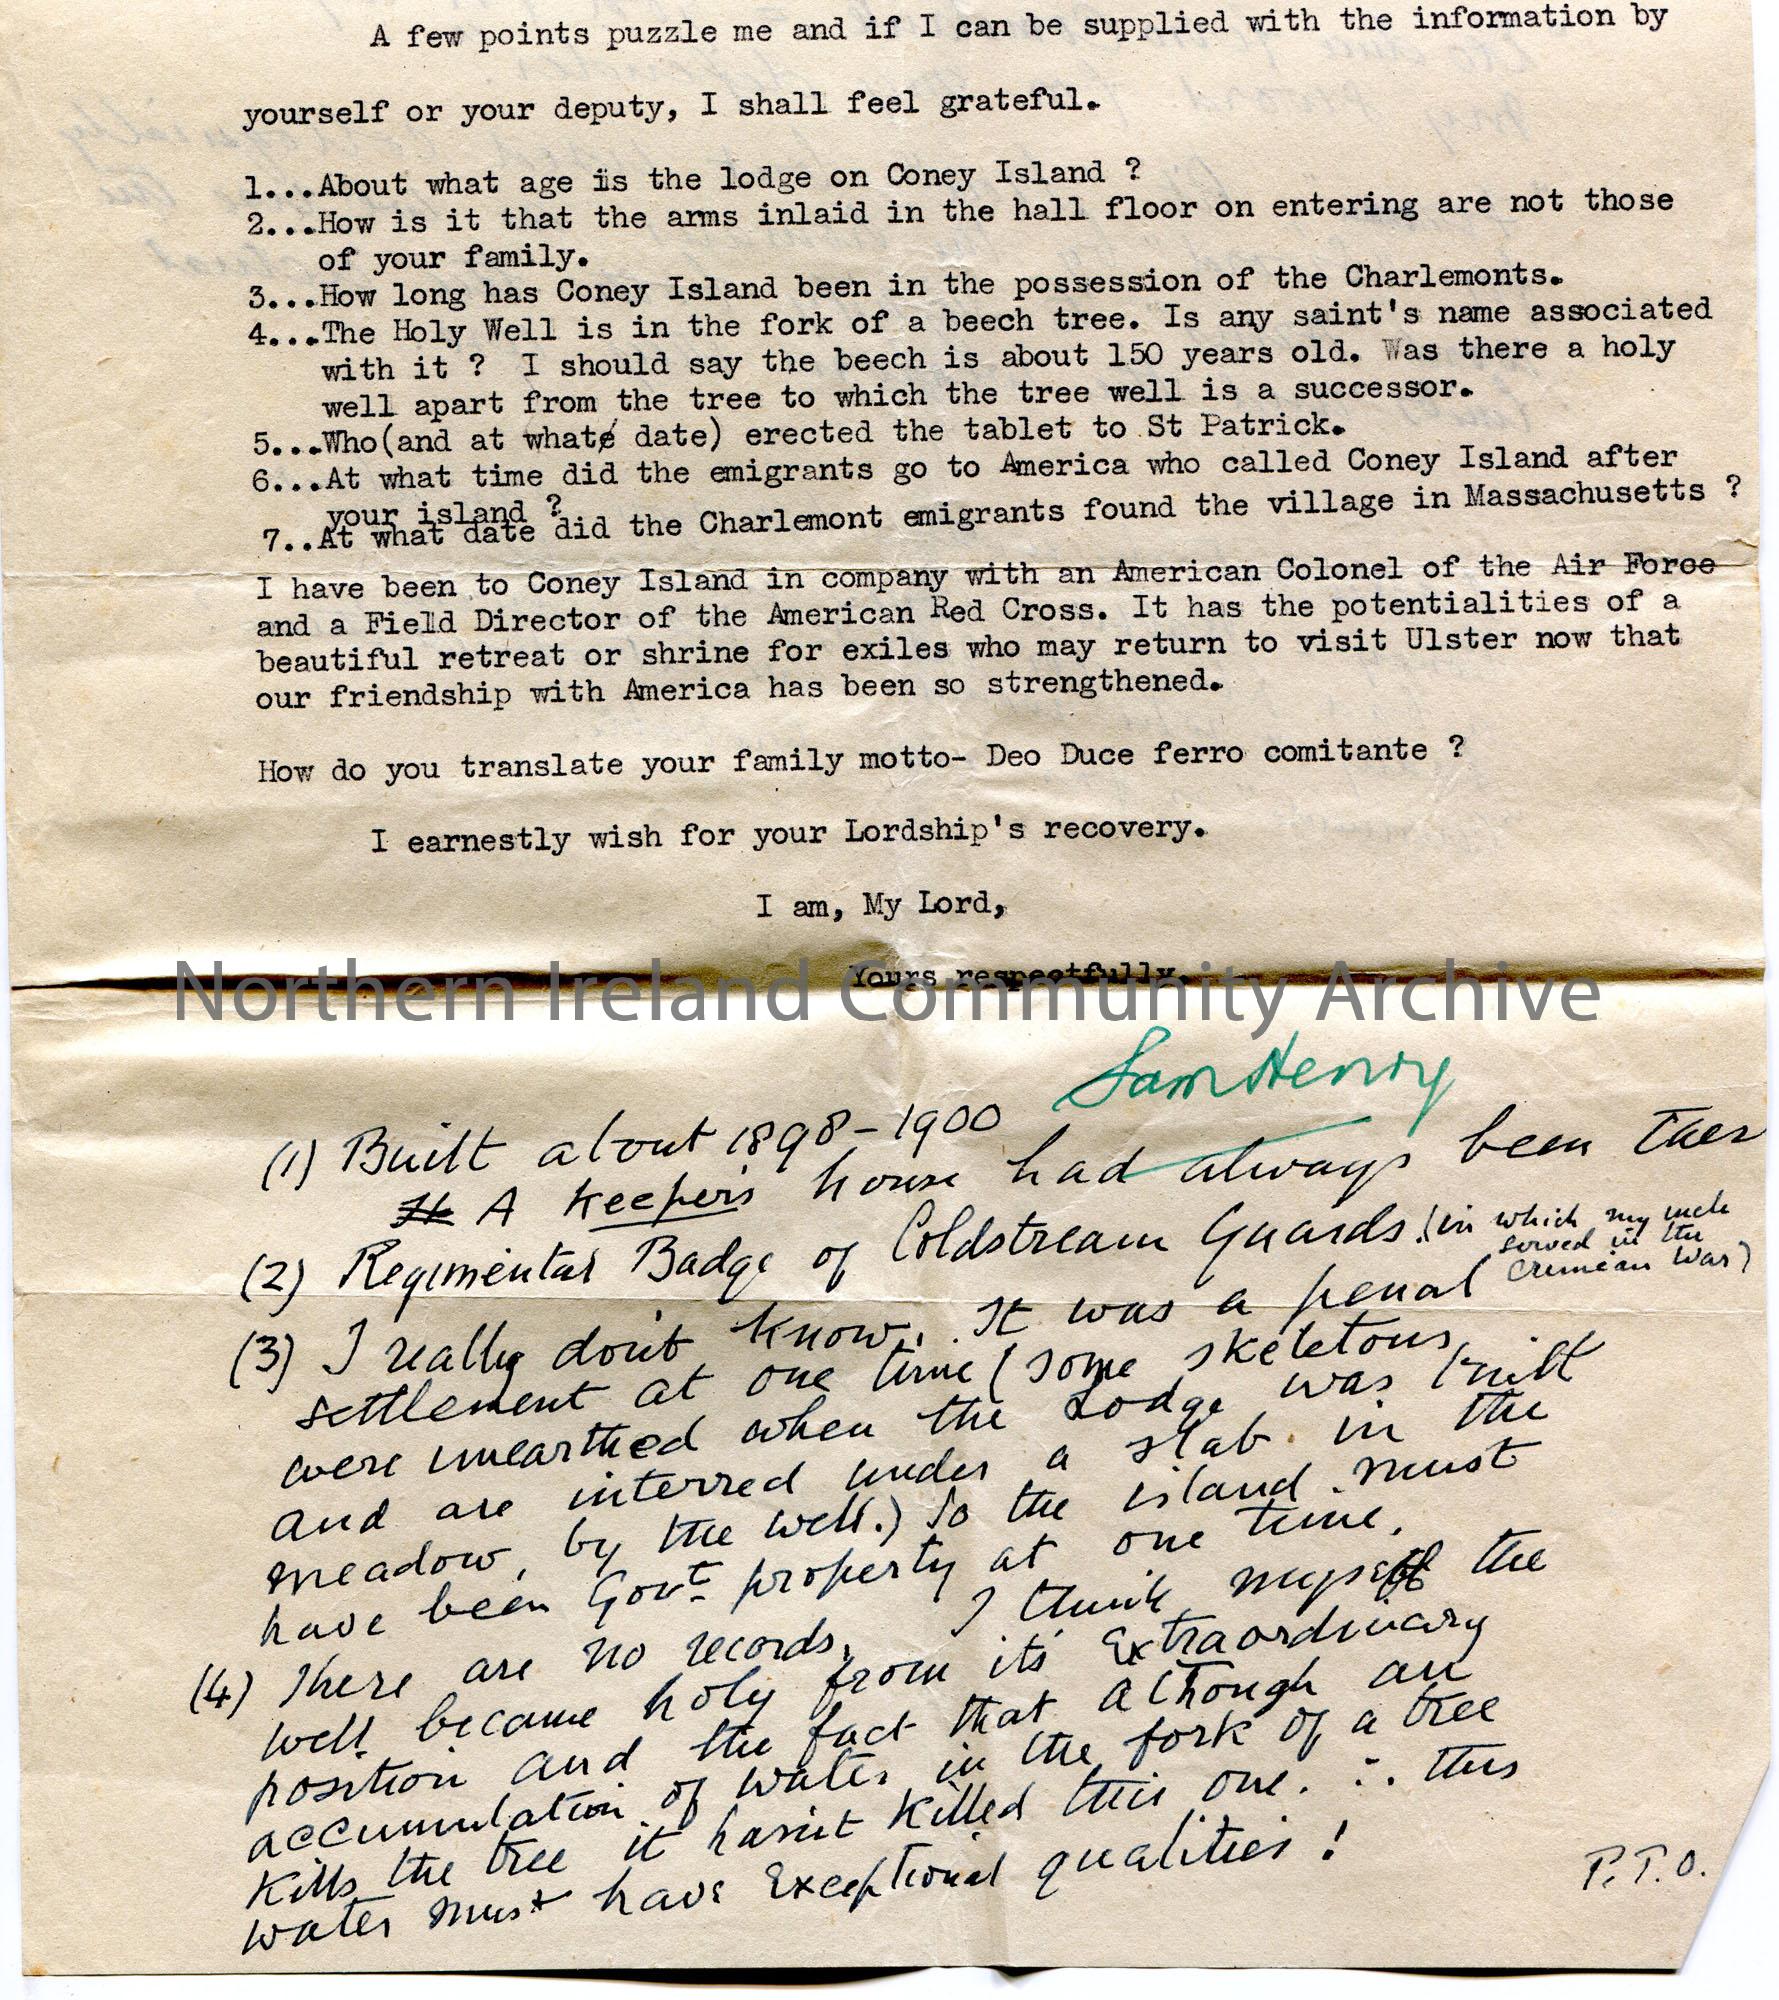 A few points puzzle me and if I can be supplied with the information by
yourself or your deputy, I shall feel grateful.
1...About what age is the lodge on Coney Island ?
2...How is it that the arms inlaid in the hall floor on entering are not those
of your family.
3...How long has Coney Island been in the possession of the Charlemonts.
4...The Holy Well is in the fork of a beech tree. Is any saint's name associated
with it ? I should say the beech is about 150 years old. Was there a holy
well apart from the tree to which the tree well is a successor.
5...Who(and at what date) erected the tablet to St Patrick.
6...At what time did the emigrants go to America who called Coney Island after
your island ?
7..At what date did the Charlemont emigrants found the village in Massachusetts ?
I have been to Coney Island in company with an American Colonel of the Air Force
and a Field Director of the American Red Cross. It has the potentialities of a
beautiful retreat or shrine for exiles who may return to visit Ulster now that
our friendship with America has been so strengthened.
How do you translate your family motto- Deo Duce ferro comitante ?
I earnestly wish for your Lordship's recovery.
I am, My Lord,
Yours respectfully,
Northern Ireland Community Archive
Sam Henry
(1) Built about 1898-1900
A keepers house had always been ther
(2) Regimental Badge of Coldstream Guards. (in which my uncle
served in the
Crimean War)
(3) I really don't know. It was a penal
settlement at one time (some skeletons
were unearthed when the Lodge was built
and are interred under a slab in the
meadow, by the well.) So the island must
have been Govt property at one time.
(4) There are no records. I think myself the
well became holy from its' extraordinary
position and the fact that although an
accumulation of water in the fork of a tree
kills the tree it hasn't killed this one. ∴ this
water must have exceptional qualities !
P.T.O.